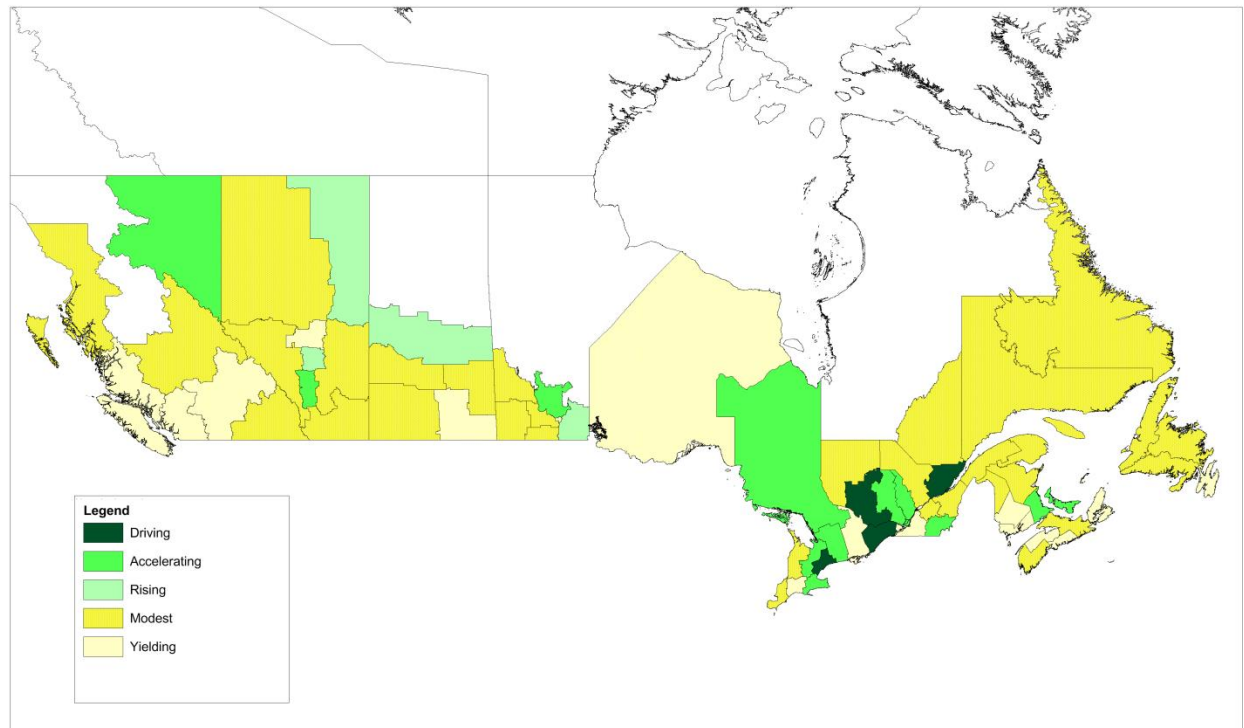 Legend
Driving
Accelerating
Rising
Modest
Yielding